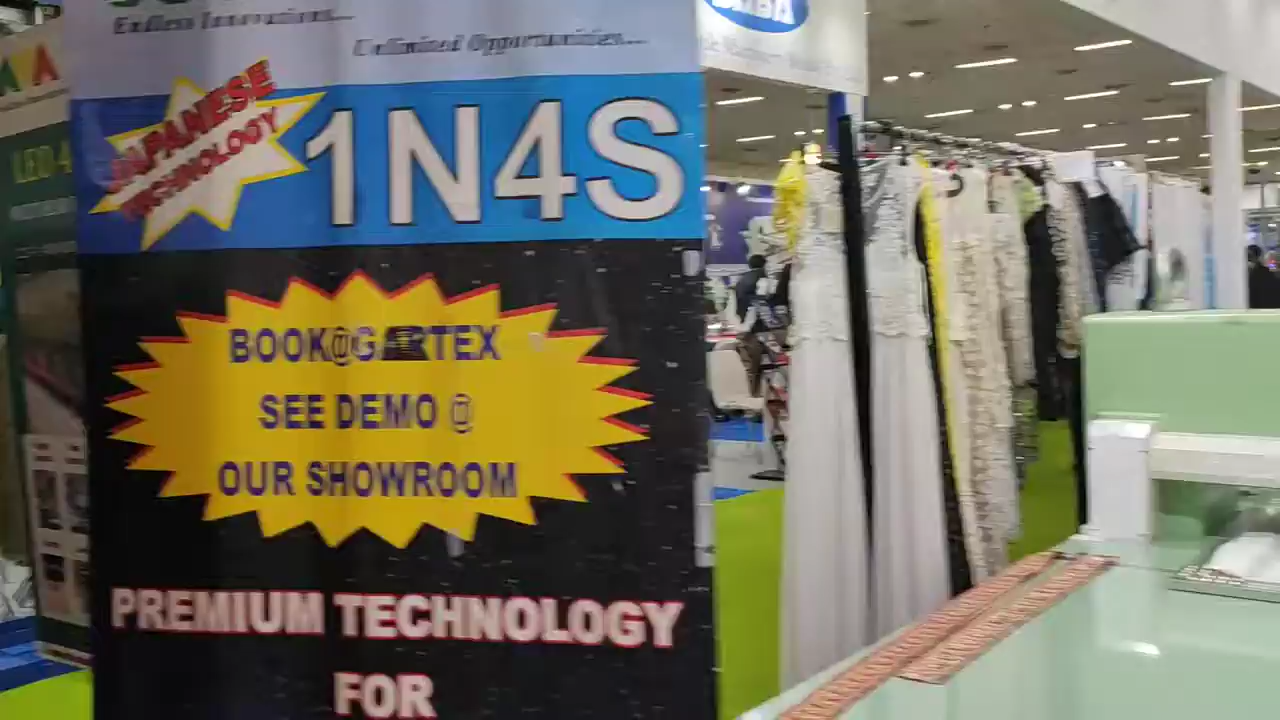 Endless Innovations...
Unlimited Opportunities....
JAPANESE
TECHNOLOGY
1N4S
BOOK@GARTEX
SEE DEMO @
OUR SHOWROOM
PREMIUM TECHNOLOGY
FOR